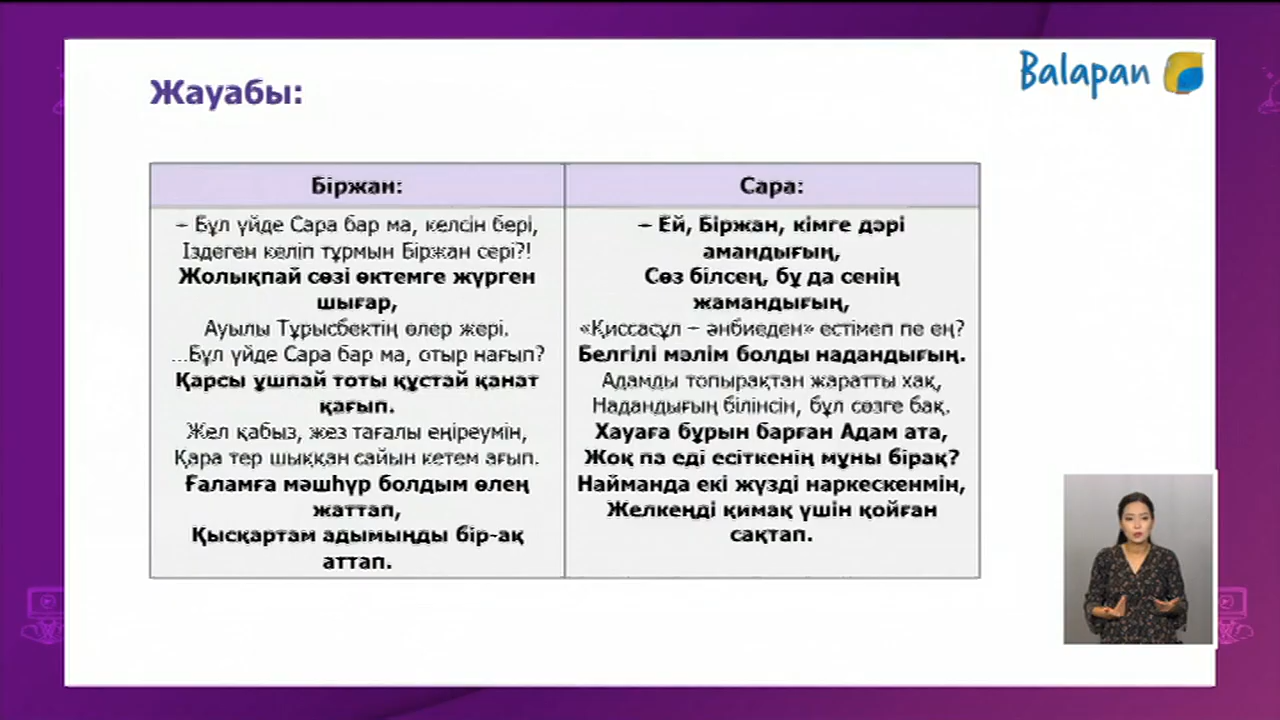 Balapan
Жауабы:
Біржан:
– Бұл үйде Сара бар ма, келсін бері,
Іздеген келіп тұрмын Біржан сері?!
Жолықпай сөзі өктемге жүрген
шығар,
Ауылы Тұрысбектің өлер жері.
...Бұл үйде Сара бар ма, отыр нағып?
Қарсы ұшпай тоты құстай қанат
қағып.
Жел қабыз, жез тағалы еңіреумін,
Қара тер шыққан сайын кетем ағып.
Ғаламға мәшһүр болдым өлең
жаттап,
Қысқартам адымыңды бір-ақ
аттап.
Сара:
– Ей, Біржан, кімге дәрі
амандығың,
Сөз білсең, бұ да сенің
жамандығың,
«Қиссасұл – әнбиеден» естімеп пе ең?
Белгілі мәлім болды надандығың.
Адамды топырақтан жаратты хақ,
Надандығың білінсін, бұл сөзге бақ.
Хауаға бұрын барған Адам ата,
Жоқ па еді есіткенің мұны бірақ?
Найманда екі жүзді наркескенмін,
Желкеңді қимақ үшін қойған
сақтап.